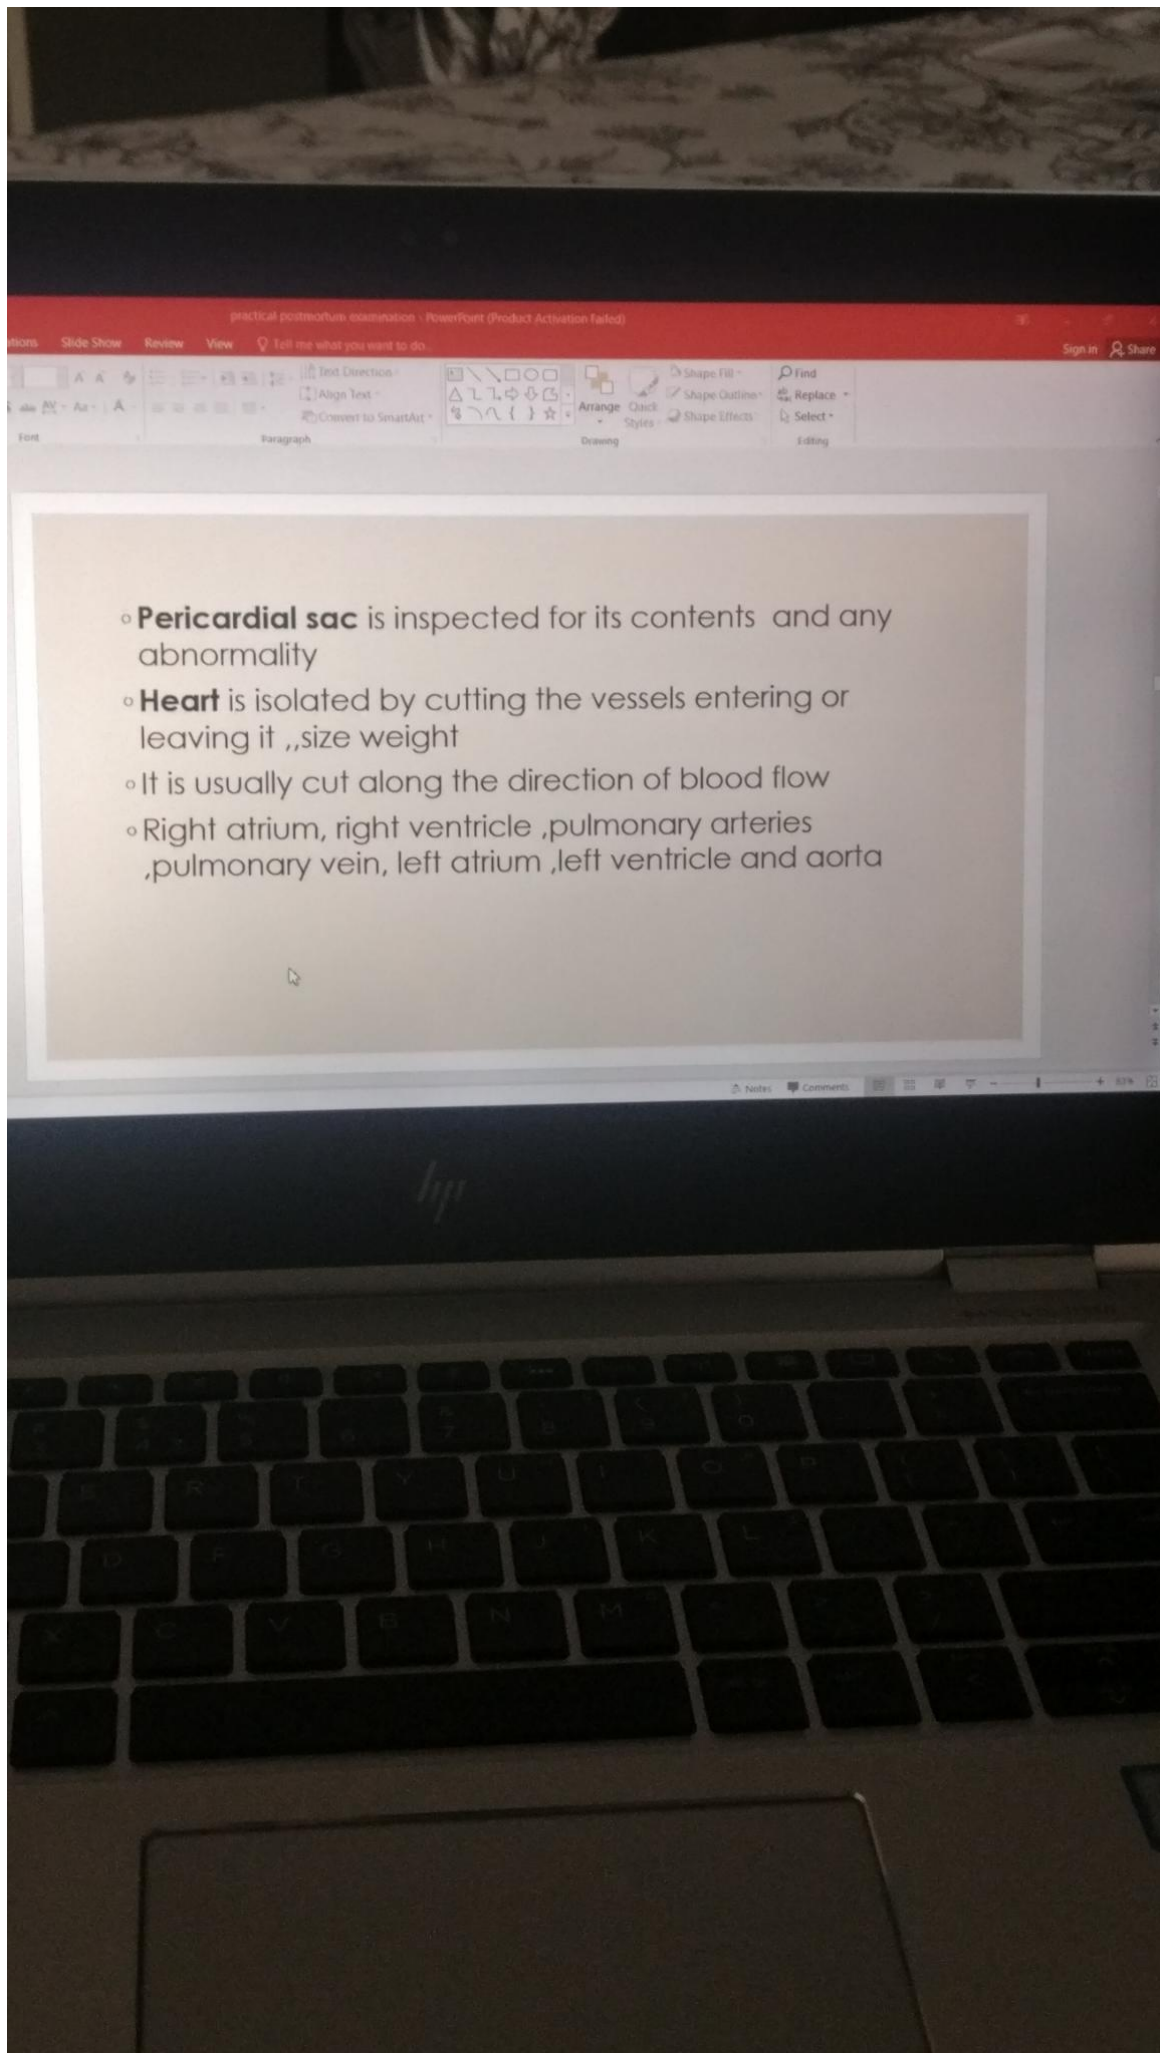 practical postmortum examination - PowerPoint (Product Activation Failed)
Slide Show Review View Tell me what you want to do..
Sign in Share
Text Direction
Align Text
Convert to SmartArt
Arrange Quick Styles
Shape Fill
Shape Outline
Shape Effects
Find
Replace
Select
Font Paragraph Drawing Editing
Pericardial sac is inspected for its contents and any
abnormality
Heart is isolated by cutting the vessels entering or
leaving it ,,size weight
It is usually cut along the direction of blood flow
Right atrium, right ventricle ,pulmonary arteries
,pulmonary vein, left atrium ,left ventricle and aorta
Notes Comments 83%
hp
R T Y U I O P
D F G H J K L
X C V B N M